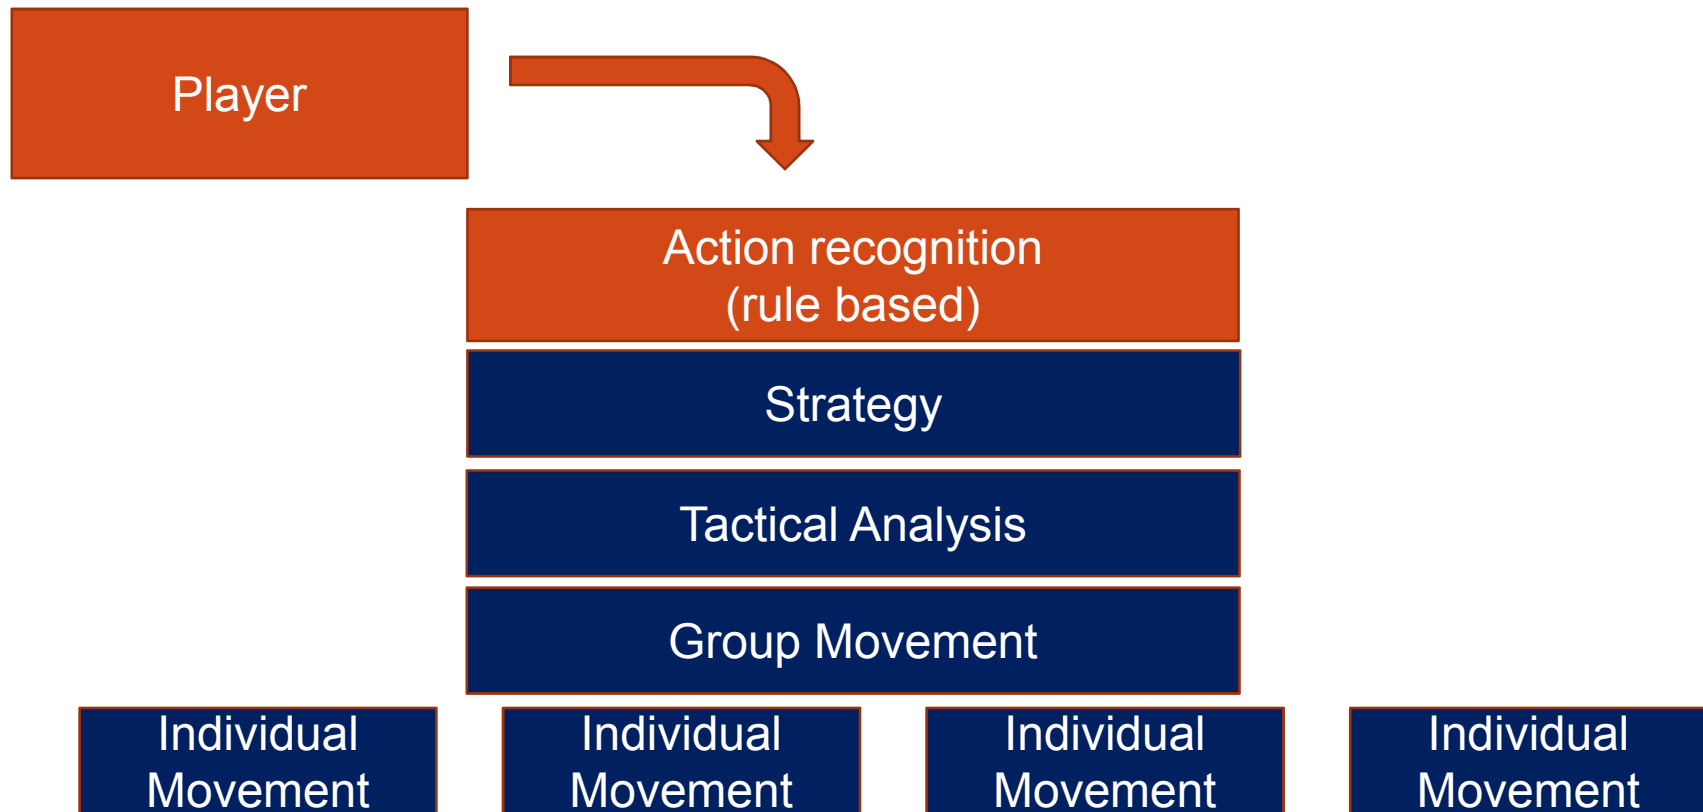 Player
Action recognition
(rule based)
Strategy
Tactical Analysis
Group Movement
Individual
Movement
Individual
Movement
Individual
Movement
Individual
Movement